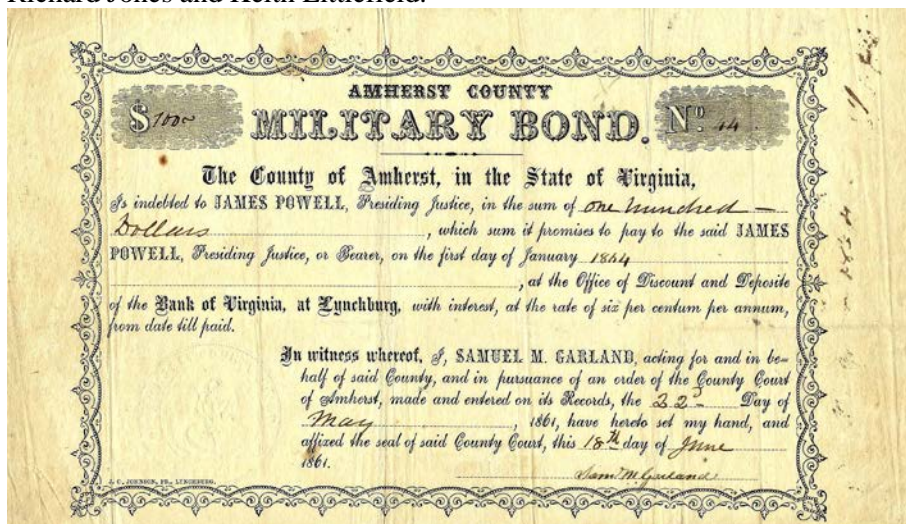 Richard Jones and Keith Littlefield.
AMHERST COUNTY
$100 MILITARY BOND. No. 44
The County of Amherst, in the State of Virginia,
Is indebted to JAMES POWELL, Presiding Justice, in the sum of one hundred
Dollars , which sum it promises to pay to the said JAMES
POWELL, Presiding Justice, or Bearer, on the first day of January 1864
, at the Office of Discount and Deposite
of the Bank of Virginia, at Lynchburg, with interest, at the rate of six per centum per annum,
from date till paid.
In witness whereof, I, SAMUEL M. GARLAND, acting for and in be-
half of said County, and in pursuance of an order of the County Court
of Amherst, made and entered on its Records, the 22d Day of
May , 1861, have hereto set my hand, and
affixed the seal of said County Court, this 18th day of June
1861.
Sam'l M. Garland
J. C. JOHNSON, PR., LYNCHBURG.